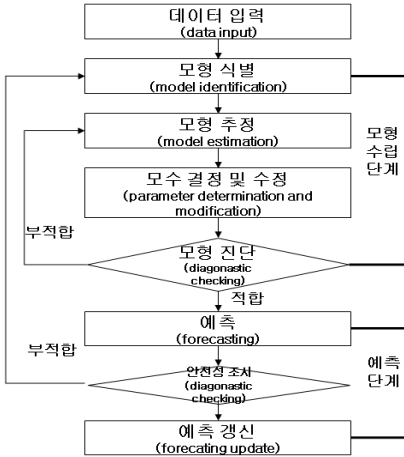 데이터 입력
(data input)
모형 식별
(model identification)
모형 추정
(model estimation)
모수 결정 및 수정
(parameter determination and
modification)
모형 진단
(diagonastic
checking)
부적합
적합
모형
수립
단계
예측
(forecasting)
안전성 조사
(diagonastic
checking)
부적합
예측
단계
예측 갱신
(forecating update)